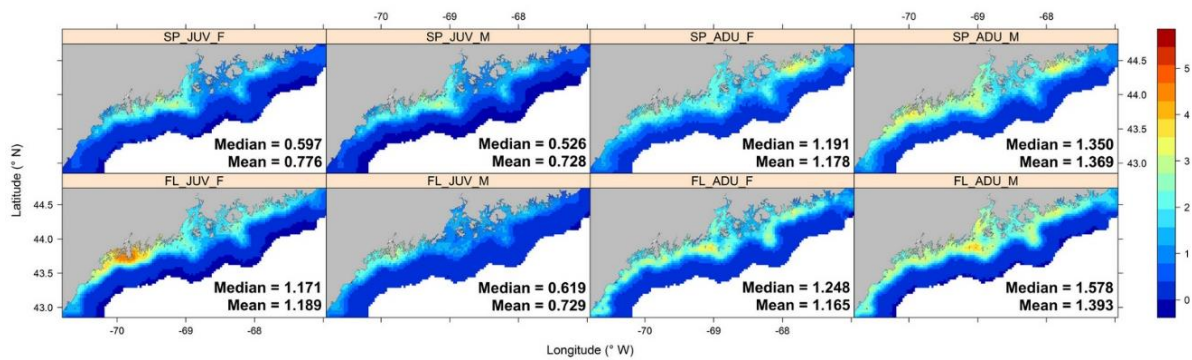 -70 -69 -68
SP_JUV_F SP_JUV_M SP_ADU_F SP_ADU_M
44.5
44.0
43.5
43.0
Median = 0.597
Mean = 0.776
Median = 0.526
Mean = 0.728
Median = 1.191
Mean = 1.178
Median = 1.350
Mean = 1.369
FL_JUV_F FL_JUV_M FL_ADU_F FL_ADU_M
44.5
44.0
43.5
43.0
Median = 1.171
Mean = 1.189
Median = 0.619
Mean = 0.729
Median = 1.248
Mean = 1.165
Median = 1.578
Mean = 1.393
-70 -69 -68
-70 -69 -68
-70 -69 -68
Longitude (° W)
Latitude (° N)
5
4
3
2
1
0